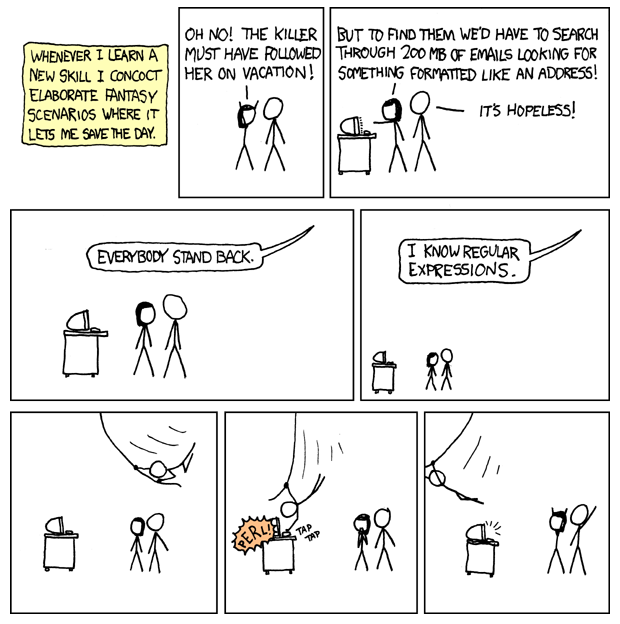 WHENEVER I LEARN A
NEW SKILL I CONCOCT
ELABORATE FANTASY
SCENARIOS WHERE IT
LETS ME SAVE THE DAY.
OH NO! THE KILLER
MUST HAVE FOLLOWED
HER ON VACATION!
BUT TO FIND THEM WE'D HAVE TO SEARCH
THROUGH 200 MB OF EMAILS LOOKING FOR
SOMETHING FORMATTED LIKE AN ADDRESS!
IT'S HOPELESS!
EVERYBODY STAND BACK.
I KNOW REGULAR
EXPRESSIONS.
PERL!
TAP
TAP